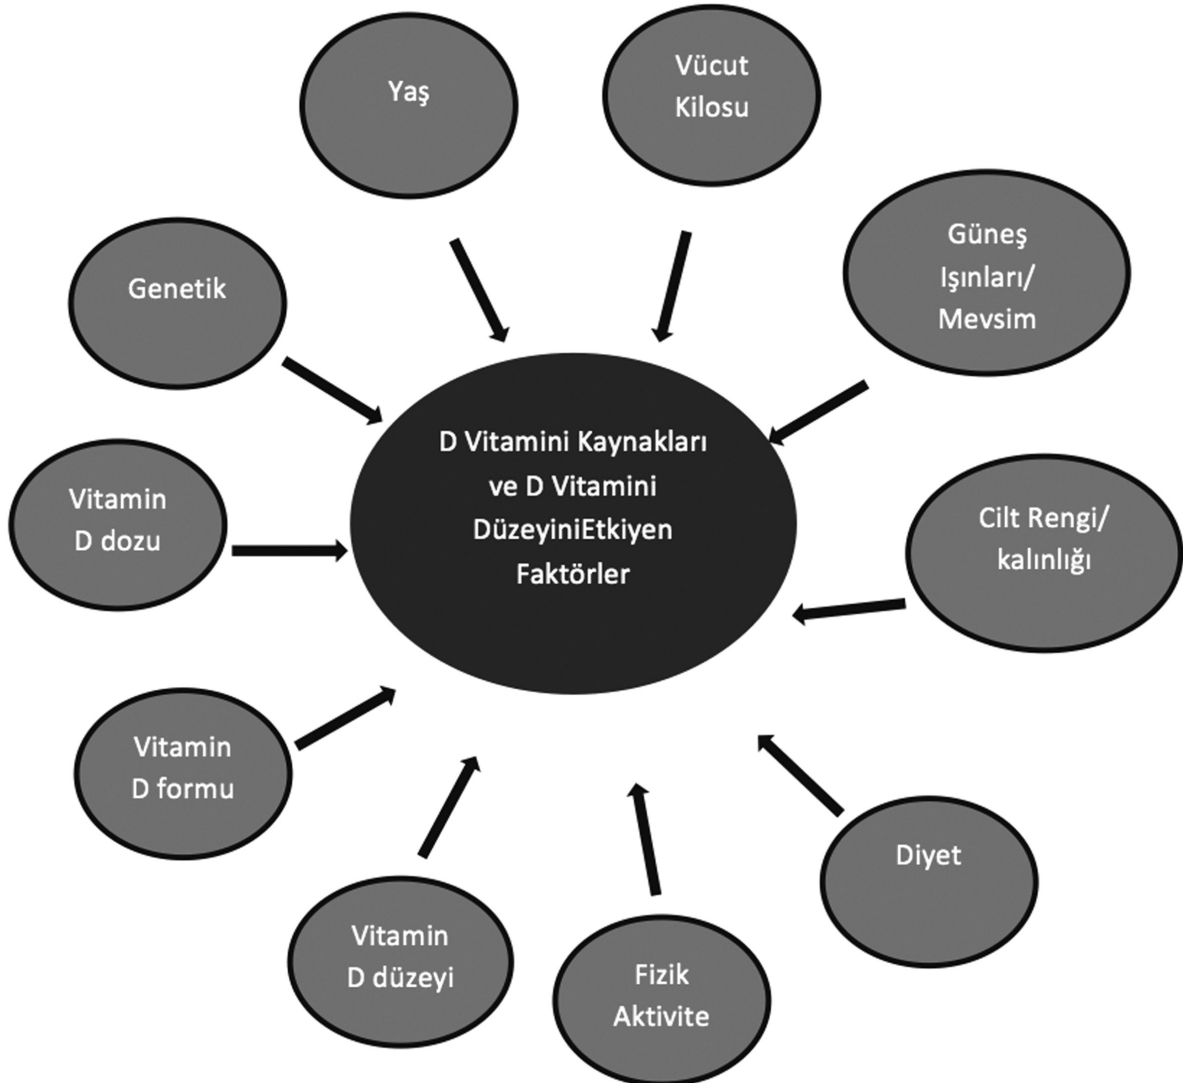 Yaş
Vücut
Kilosu
Güneş
Işınları/
Mevsim
Genetik
D Vitamini Kaynakları
ve D Vitamini
DüzeyiniEtkiyen
Faktörler
Vitamin
D dozu
Cilt Rengi/
kalınlığı
Vitamin
D formu
Diyet
Vitamin
D düzeyi
Fizik
Aktivite